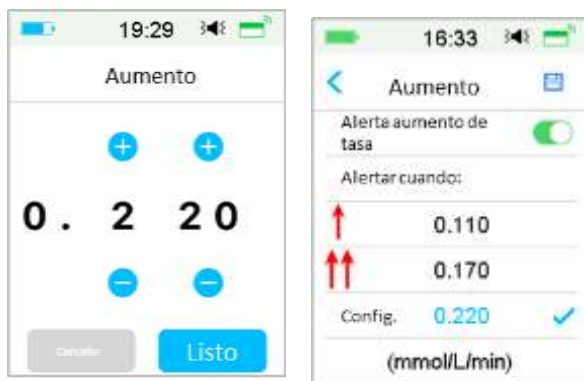 19:29
Aumento
0. 2 20
Cancelar Listo
16:33
Aumento
Alerta aumento de
tasa
Alertar cuando:
0.110
0.170
Config. 0.220
(mmol/L/min)